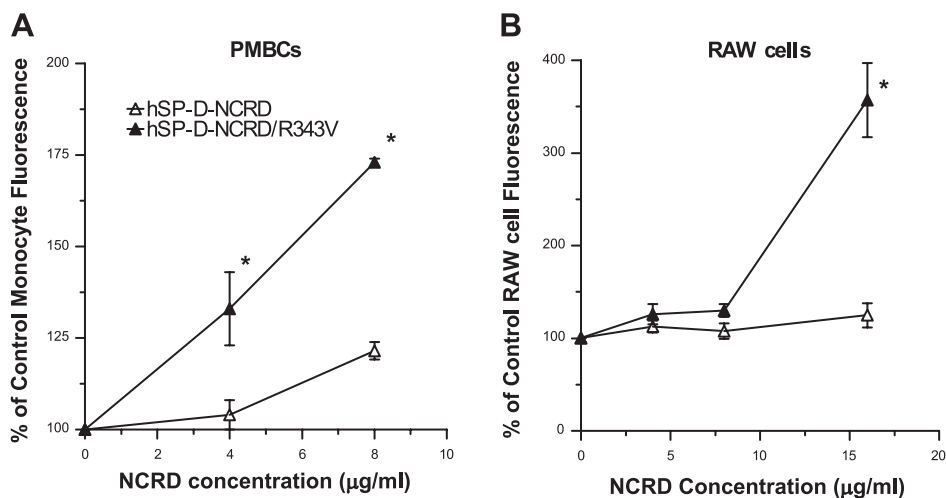 A
PMBCs
% of Control Monocyte Fluorescence
200
175
150
125
100
hSP-D-NCRD
hSP-D-NCRD/R343V
*
*
0
2
4
6
8
10
NCRD concentration (μg/ml)
B
RAW cells
% of Control RAW cell Fluorescence
400
300
200
100
0
*
0
5
10
15
20
NCRD Concentration (μg/ml)